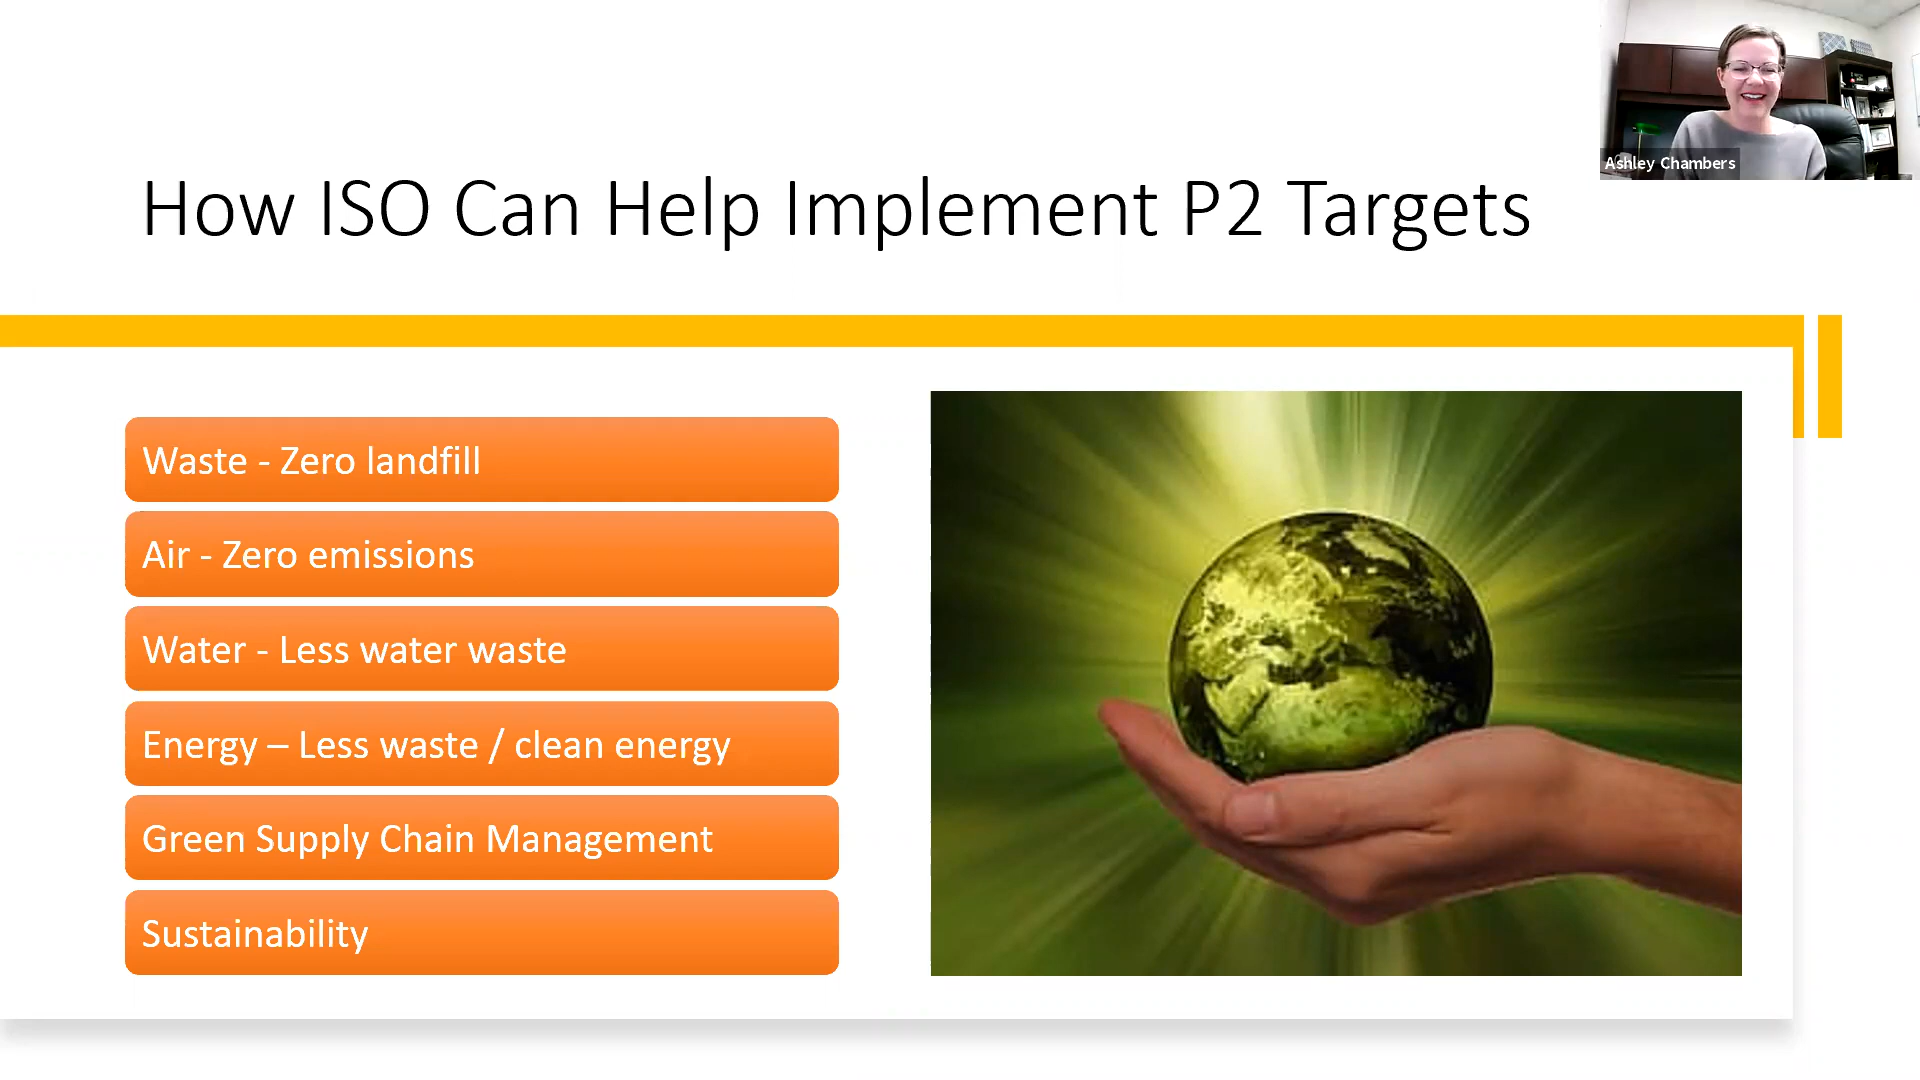 Ashley Chambers
How ISO Can Help Implement P2 Targets
Waste - Zero landfill
Air - Zero emissions
Water - Less water waste
Energy – Less waste / clean energy
Green Supply Chain Management
Sustainability